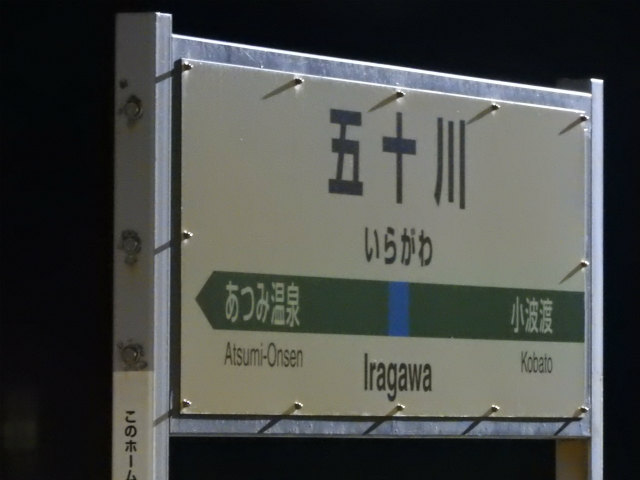 五十川
いらがわ
あつみ温泉 小波渡
Atsumi-Onsen Iragawa Kobato
このホーム